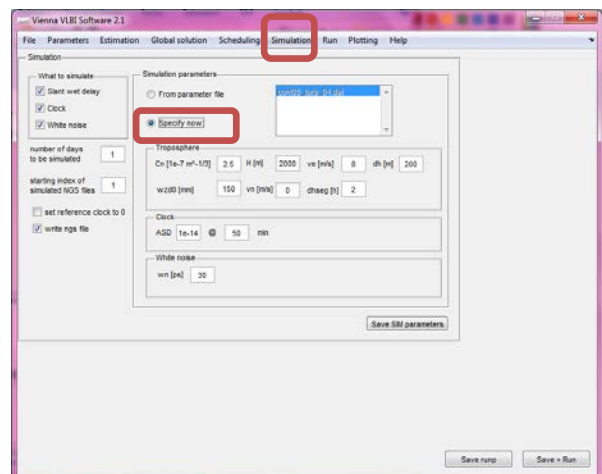 Vienna VLBI Software 2.1
File Parameters Estimation Global solution Scheduling Simulation Run Plotting Help
Simulation
What to simulate
Slant wet delay
Clock
White noise
number of days to be simulated 1
starting index of simulated NGS files 1
set reference clock to 0
write ngs file
Simulation parameters
From parameter file
Specify now
Troposphere
Cn [1e-7 m^-1/3] 2.5 H [m] 2000 ve [m/s] 8 dh [m] 200
wzd0 [mm] 150 vn [m/s] 0 dhseg [h] 2
Clock
ASD 1e-14 @ 50 min
White noise
wn [ps] 30
Save SIM parameters
Save runp Save + Run